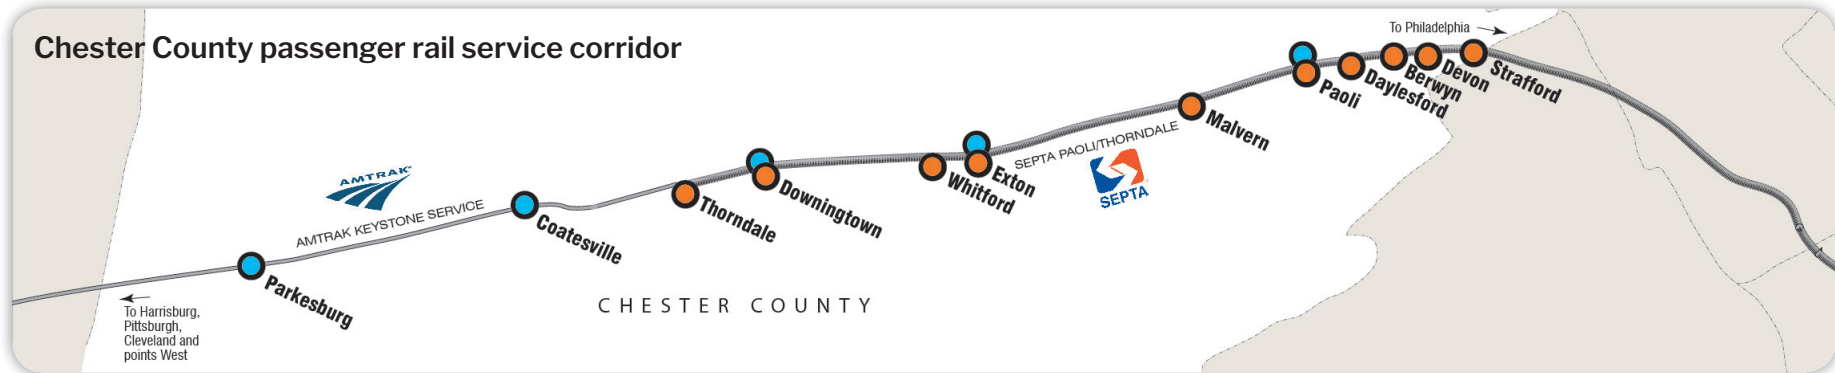 Chester County passenger rail service corridor
To Philadelphia
Strafford
Devon
Berwyn
Daylesford
Paoli
Malvern
SEPTA PAOLI/THORNDALE
SEPTA
Exton
Whitford
Downingtown
Thorndale
AMTRAK
AMTRAK KEYSTONE SERVICE
Coatesville
Parkesburg
CHESTER COUNTY
To Harrisburg,
Pittsburgh,
Cleveland and
points West